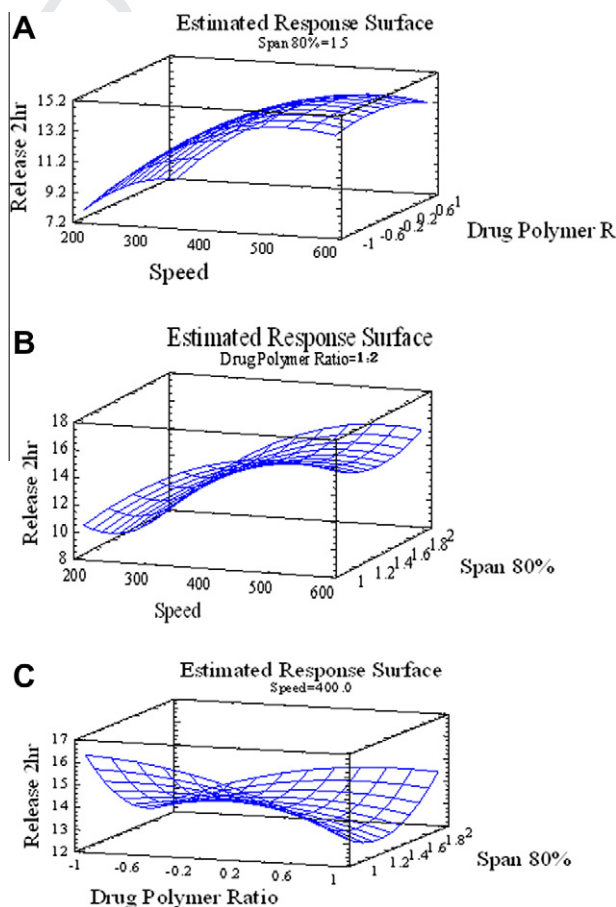 A
Estimated Response Surface
Span 80%=1.5
Release 2hr
15.2
13.2
11.2
9.2
7.2
200
300
400
500
600
Speed
-1
-0.6
-0.2
0.2
0.6
1
Drug Polymer R
B
Estimated Response Surface
Drug Polymer Ratio=1:2
Release 2hr
18
16
14
12
10
8
200
300
400
500
600
Speed
1
1.2
1.4
1.6
1.8
2
Span 80%
C
Estimated Response Surface
Speed=400.0
Release 2hr
17
16
15
14
13
12
-1
-0.6
-0.2
0.2
0.6
1
Drug Polymer Ratio
1
1.2
1.4
1.6
1.8
2
Span 80%